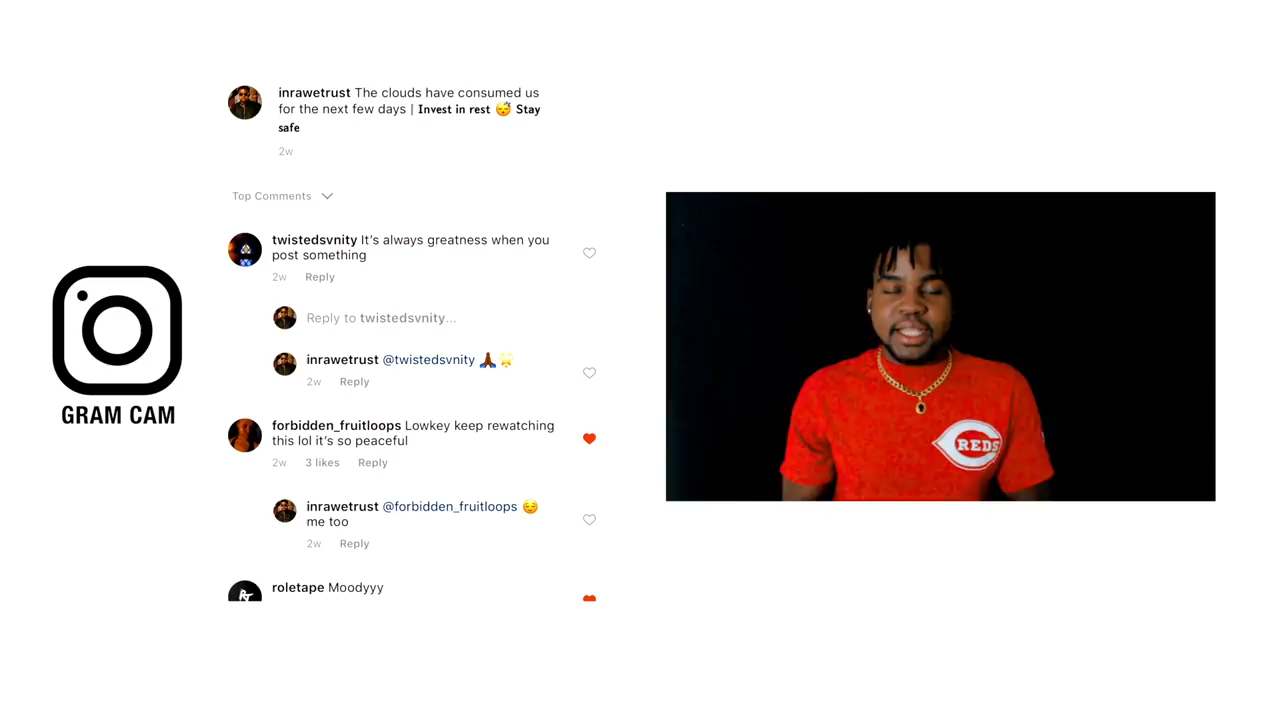 inrawetrust The clouds have consumed us
for the next few days | Invest in rest 😴 Stay
safe
2w
Top Comments
twistedsvnity It's always greatness when you
post something
2w Reply
Reply to twistedsvnity...
inrawetrust @twistedsvnity 🙏🏾🌟
2w Reply
forbidden_fruitloops Lowkey keep rewatching
this lol it's so peaceful
2w 3 likes Reply
inrawetrust @forbidden_fruitloops 😌
me too
2w Reply
roletape Moodyyy
RT
GRAM CAM
REDS